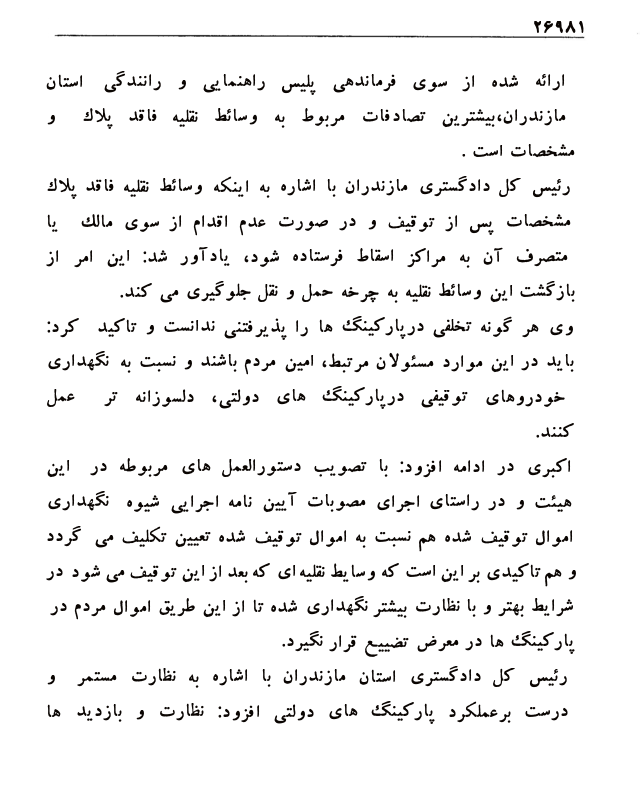 ۲۶۹۸۱
ارائه شده از سوی فرماندهی پلیس راهنمایی و رانندگی استان
مازندران،بیشترین تصادفات مربوط به وسائط نقلیه فاقد پلاک و
مشخصات است .
رئیس کل دادگستری مازندران با اشاره به اینکه وسائط نقلیه فاقد پلاک
مشخصات پس از توقیف و در صورت عدم اقدام از سوی مالک یا
متصرف آن به مراکز اسقاط فرستاده شود، یادآور شد: این امر از
بازگشت این وسائط نقلیه به چرخه حمل و نقل جلوگیری می کند.
وی هر گونه تخلفی درپارکینگ ها را پذیرفتنی ندانست و تاکید کرد:
باید در این موارد مسئولان مرتبط، امین مردم باشند و نسبت به نگهداری
خودروهای توقیفی درپارکینگ های دولتی، دلسوزانه تر عمل
کنند.
اکبری در ادامه افزود: با تصویب دستورالعمل های مربوطه در این
هیئت و در راستای اجرای مصوبات آیین نامه اجرایی شیوه نگهداری
اموال توقیف شده هم نسبت به اموال توقیف شده تعیین تکلیف می گردد
و هم تاکیدی بر این است که وسایط نقلیه ای که بعد از این توقیف می شود در
شرایط بهتر و با نظارت بیشتر نگهداری شده تا از این طریق اموال مردم در
پارکینگ ها در معرض تضییع قرار نگیرد.
رئیس کل دادگستری استان مازندران با اشاره به نظارت مستمر و
درست برعملکرد پارکینگ های دولتی افزود: نظارت و بازدید ها